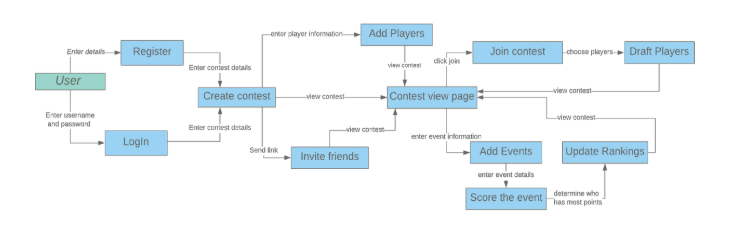 enter player information
Add Players
Enter details
Register
Join contest
choose players
Draft Players
click join
view contest
Enter contest details
User
Create contest
view contest
Contest view page
view contest
Enter username
and password
view contest
Enter contest details
view contest
enter event information
LogIn
Send link
Invite friends
Add Events
Update Rankings
enter event details
Score the event
determine who
has most points